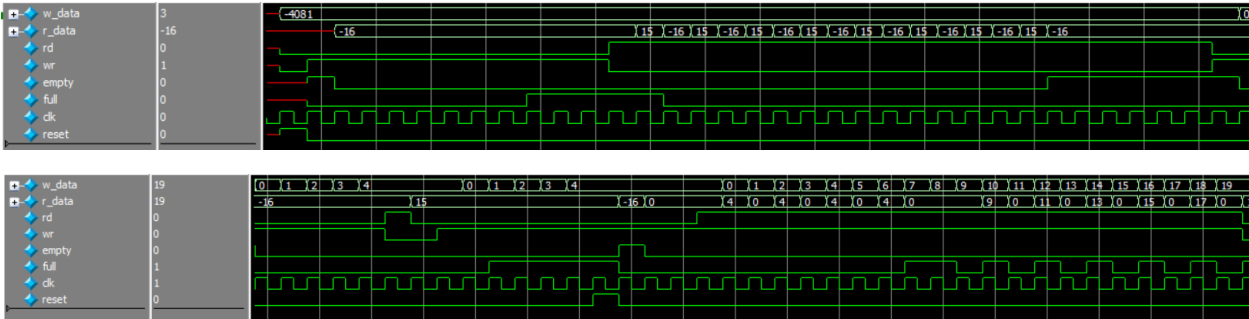 w_data 3 -4081 0
r_data -16 -16 15 -16 15 -16 15 -16 15 -16 15 -16 15 -16 15 -16 15 -16
rd 0
wr 1
empty 0
full 0
clk 0
reset 0
w_data 19 0 1 2 3 4 0 1 2 3 4 0 1 2 3 4 5 6 7 8 9 10 11 12 13 14 15 16 17 18 19
r_data 19 -16 15 -16 0 4 0 4 0 4 0 4 0 9 0 11 0 13 0 15 0 17 0
rd 0
wr 0
empty 0
full 1
clk 1
reset 0